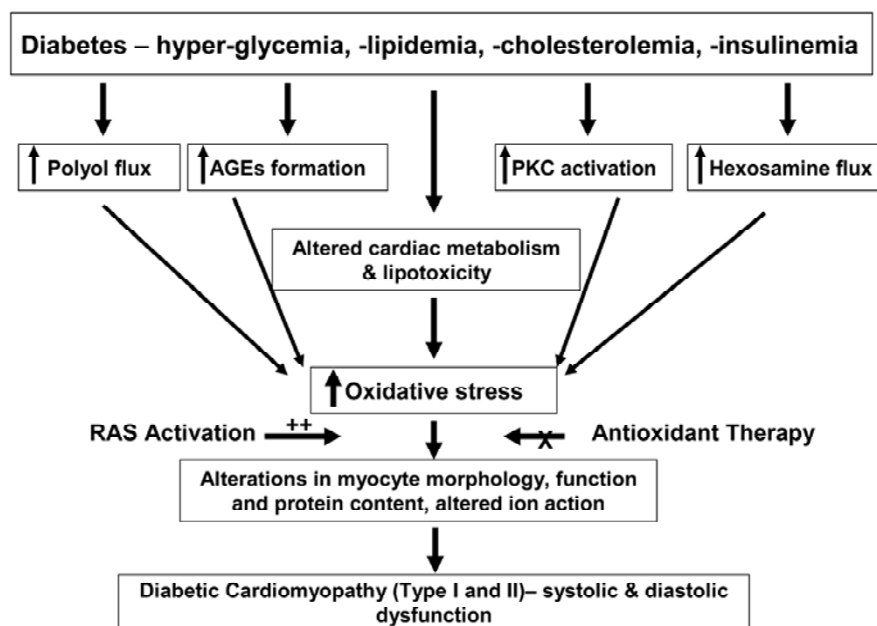 Diabetes – hyper-glycemia, -lipidemia, -cholesterolemia, -insulinemia
Polyol flux
AGEs formation
PKC activation
Hexosamine flux
Altered cardiac metabolism
& lipotoxicity
Oxidative stress
RAS Activation
++
X
Antioxidant Therapy
Alterations in myocyte morphology, function
and protein content, altered ion action
Diabetic Cardiomyopathy (Type I and II)– systolic & diastolic
dysfunction